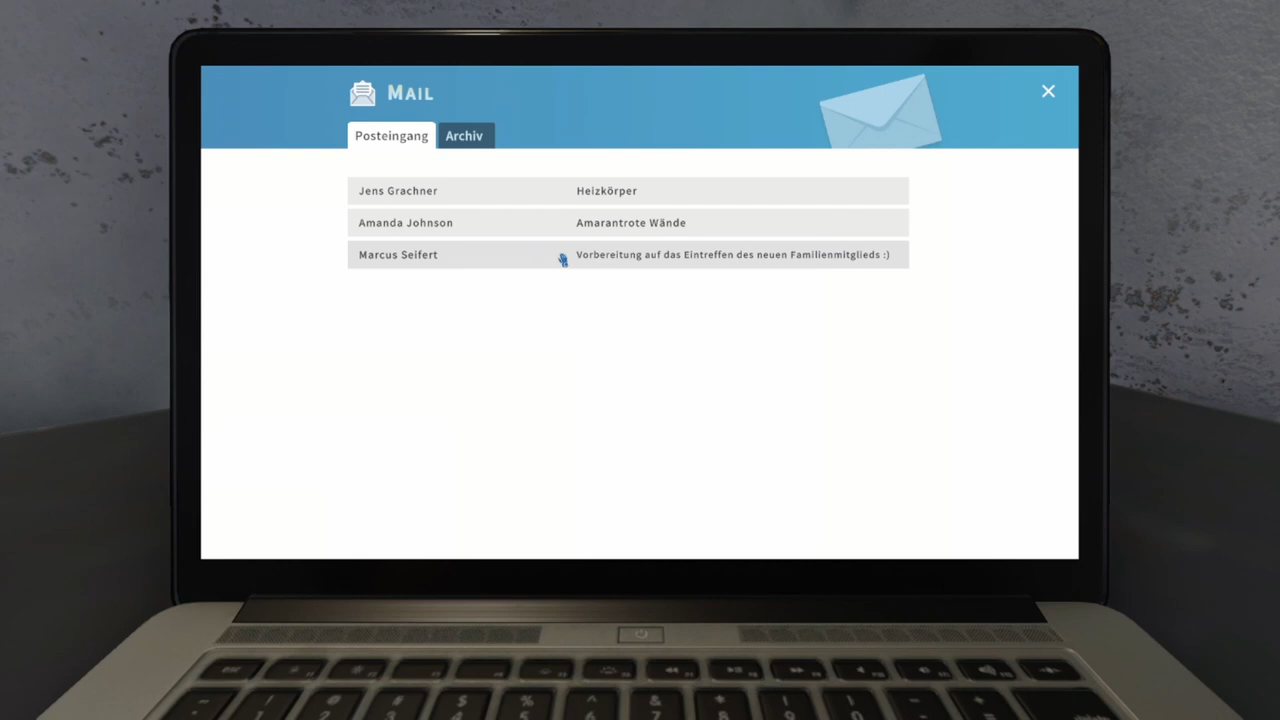 MAIL
Posteingang Archiv
Jens Grachner Heizkörper
Amanda Johnson Amarantrote Wände
Marcus Seifert Vorbereitung auf das Eintreffen des neuen Familienmitglieds :)